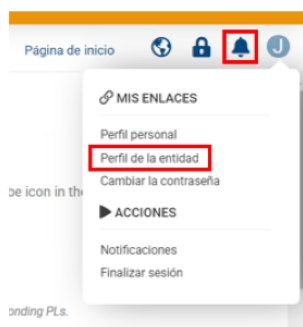 Página de inicio
J
MIS ENLACES
Perfil personal
Perfil de la entidad
be icon in the
Cambiar la contraseña
ACCIONES
Notificaciones
Finalizar sesión
onding PLs.